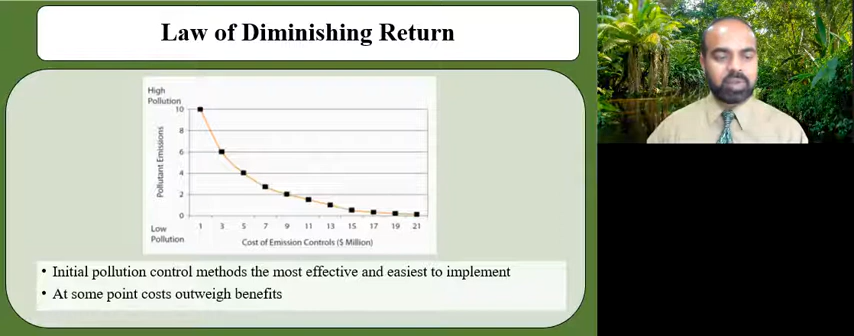 Law of Diminishing Return
High
Pollution
10
8
6
4
2
0
Pollutant Emissions
Low
Pollution
1 3 5 7 9 11 13 15 17 19 21
Cost of Emission Controls ($ Million)
• Initial pollution control methods the most effective and easiest to implement
• At some point costs outweigh benefits